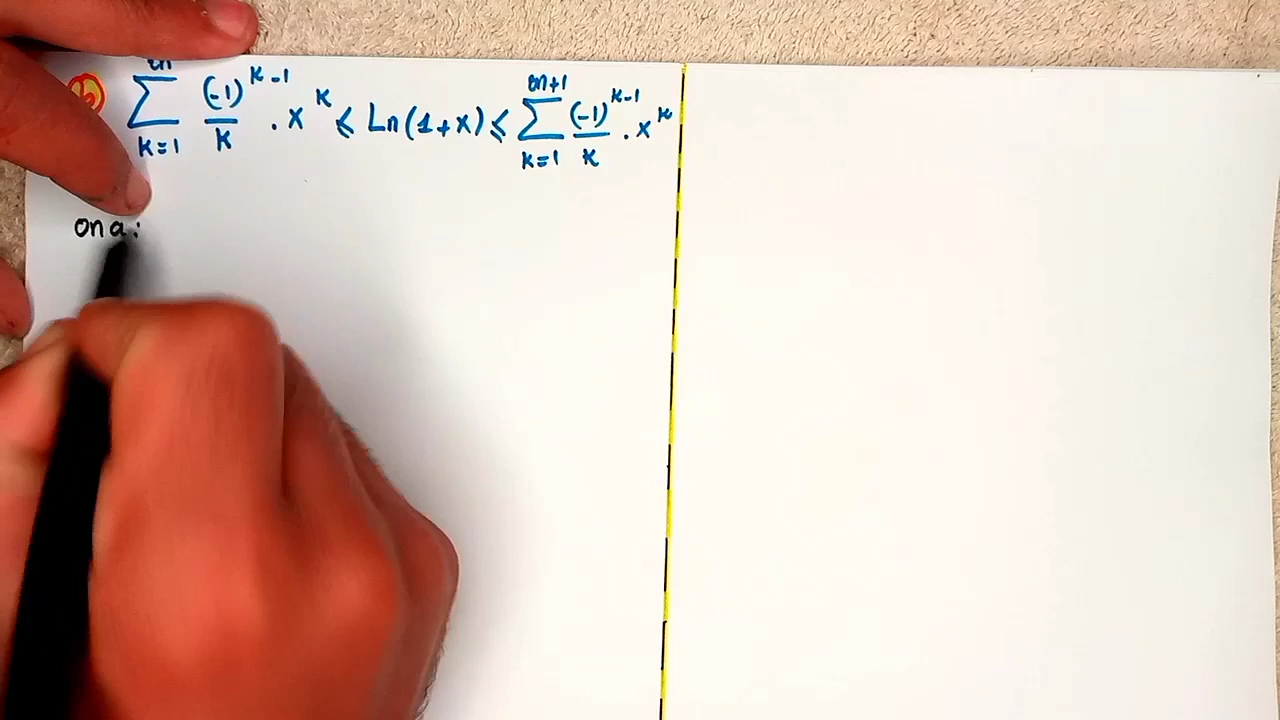 2n Σ k=1 (-1)^{k-1}/k . x^k ⩽ Ln(1+x) ⩽ 2n+1 Σ k=1 (-1)^{k-1}/k . x^k
on a :